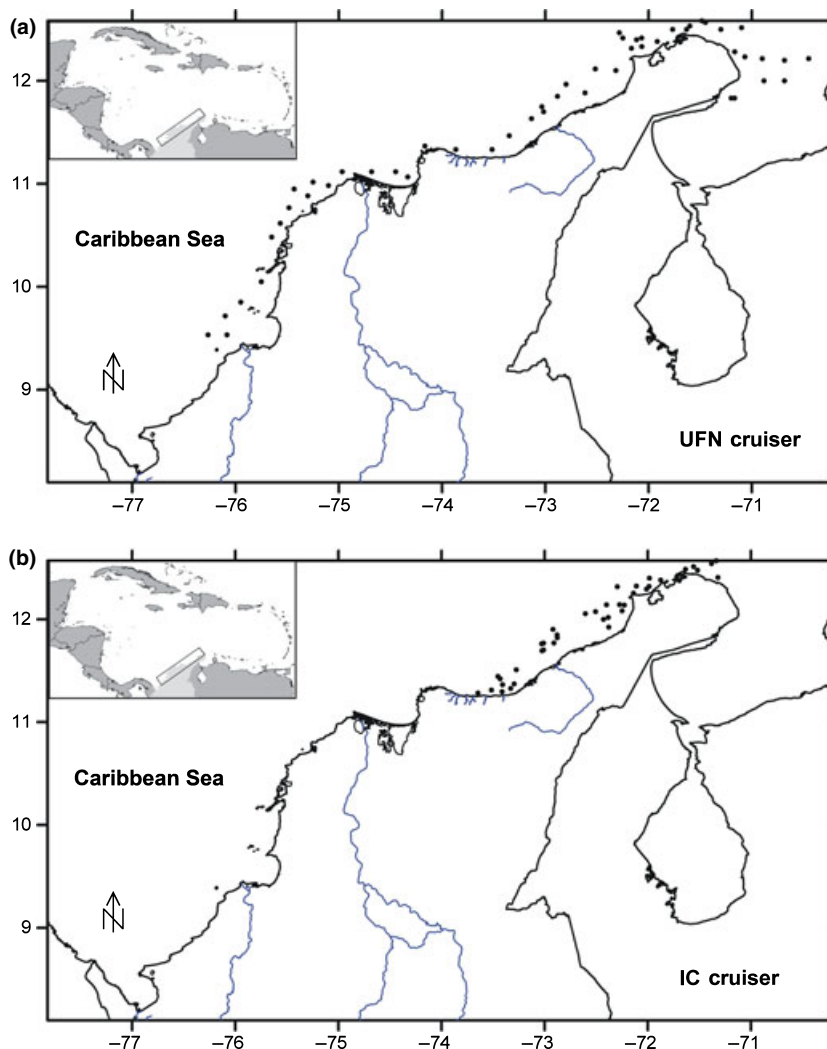 (a)
12
11
10
9
Caribbean Sea
N
UFN cruiser
–77 –76 –75 –74 –73 –72 –71
(b)
12
11
10
9
Caribbean Sea
N
IC cruiser
–77 –76 –75 –74 –73 –72 –71